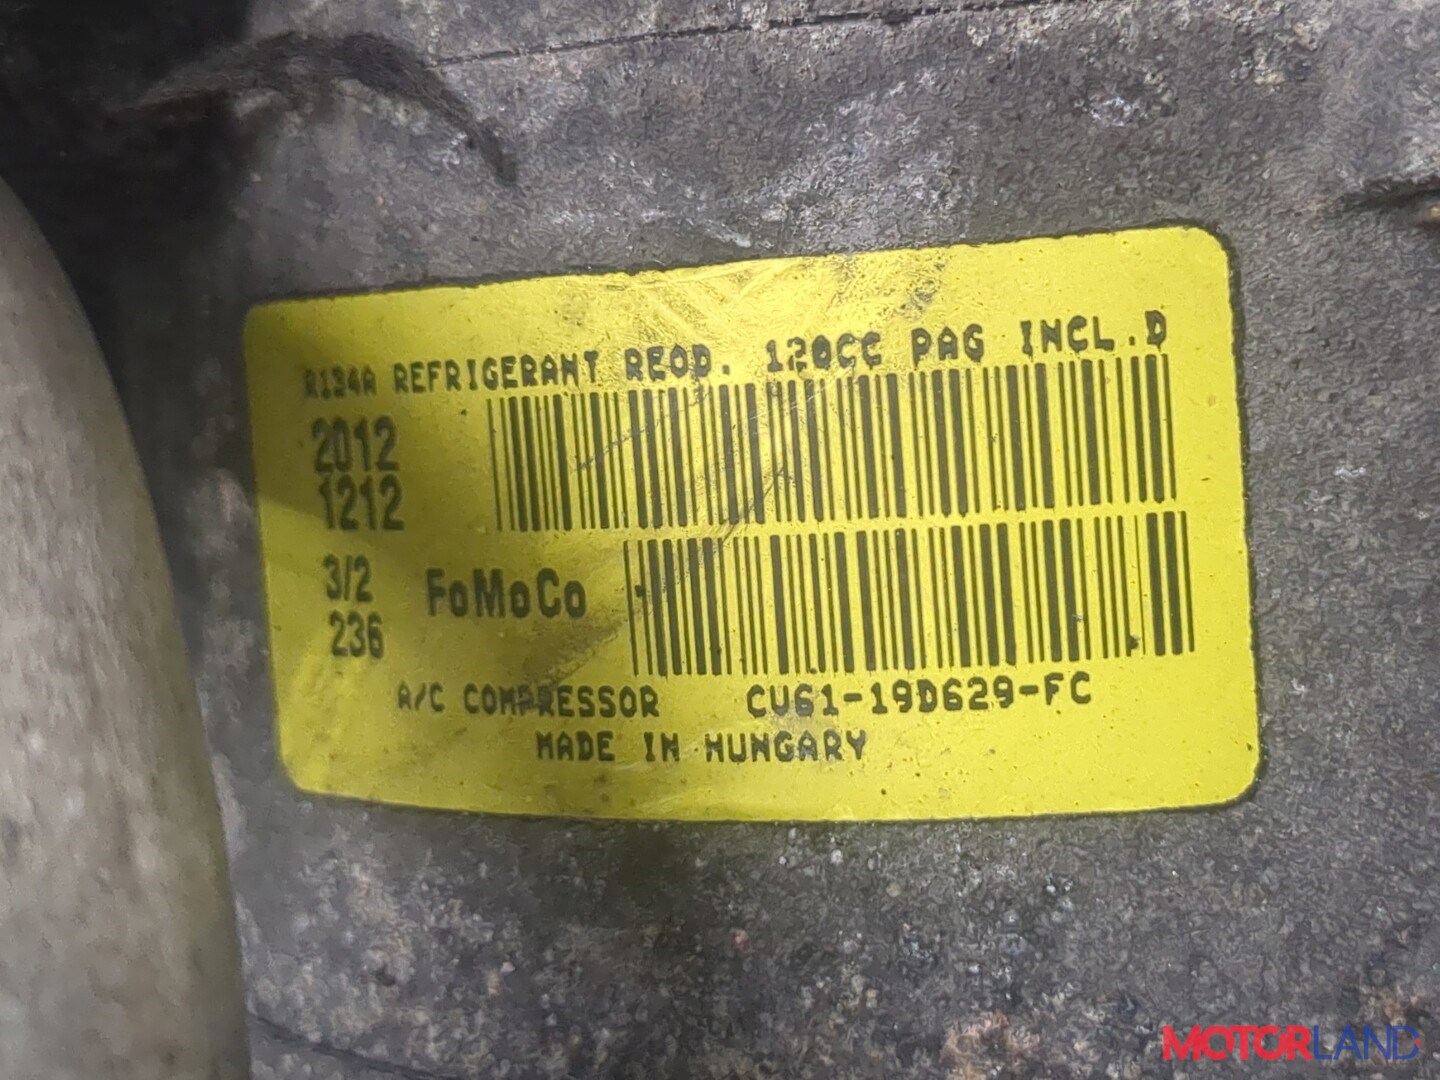 R134A REFRIGERANT REQD. 120CC PAG INCL.D
2012
1212
3/2
236
FoMoCo
A/C COMPRESSOR CV61-19D629-FC
MADE IN HUNGARY
MOTORLAND